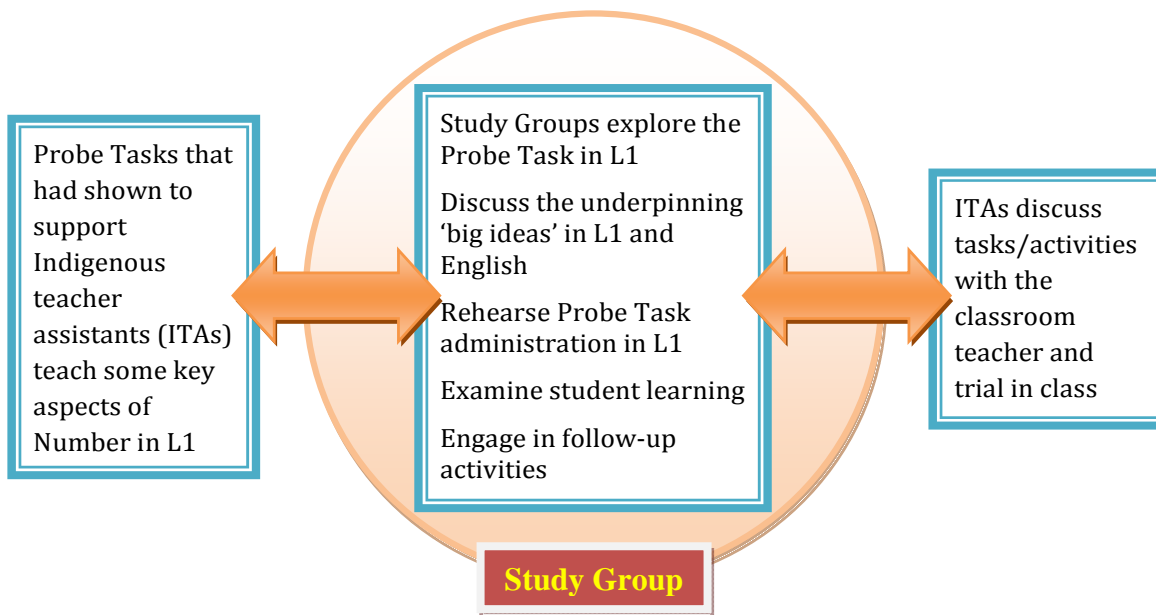 Probe Tasks that
had shown to
support
Indigenous
teacher
assistants (ITAs)
teach some key
aspects of
Number in L1
Study Groups explore the
Probe Task in L1
Discuss the underpinning
‘big ideas’ in L1 and
English
Rehearse Probe Task
administration in L1
Examine student learning
Engage in follow-up
activities
ITAs discuss
tasks/activities
with the
classroom
teacher and
trial in class
Study Group